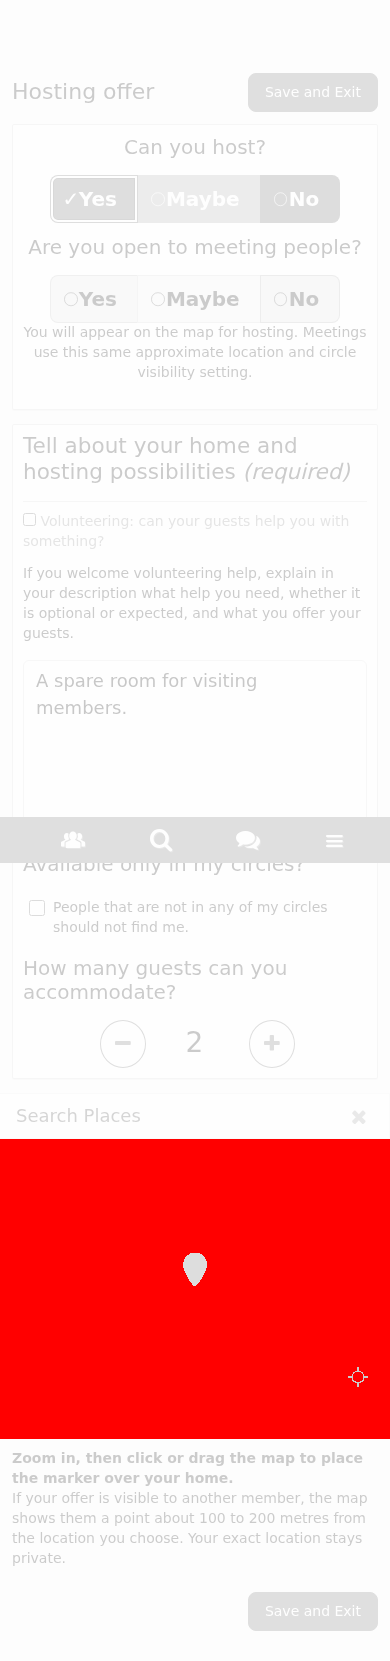 Hosting offer
Save and Exit
Can you host?
✓Yes
Maybe
No
Are you open to meeting people?
Yes
Maybe
No
You will appear on the map for hosting. Meetings
use this same approximate location and circle
visibility setting.
Tell about your home and
hosting possibilities (required)
Volunteering: can your guests help you with
something?
If you welcome volunteering help, explain in
your description what help you need, whether it
is optional or expected, and what you offer your
guests.
A spare room for visiting
members.
Available only in my circles?
People that are not in any of my circles
should not find me.
How many guests can you
accommodate?
2
Search Places
Zoom in, then click or drag the map to place
the marker over your home.
If your offer is visible to another member, the map
shows them a point about 100 to 200 metres from
the location you choose. Your exact location stays
private.
Save and Exit